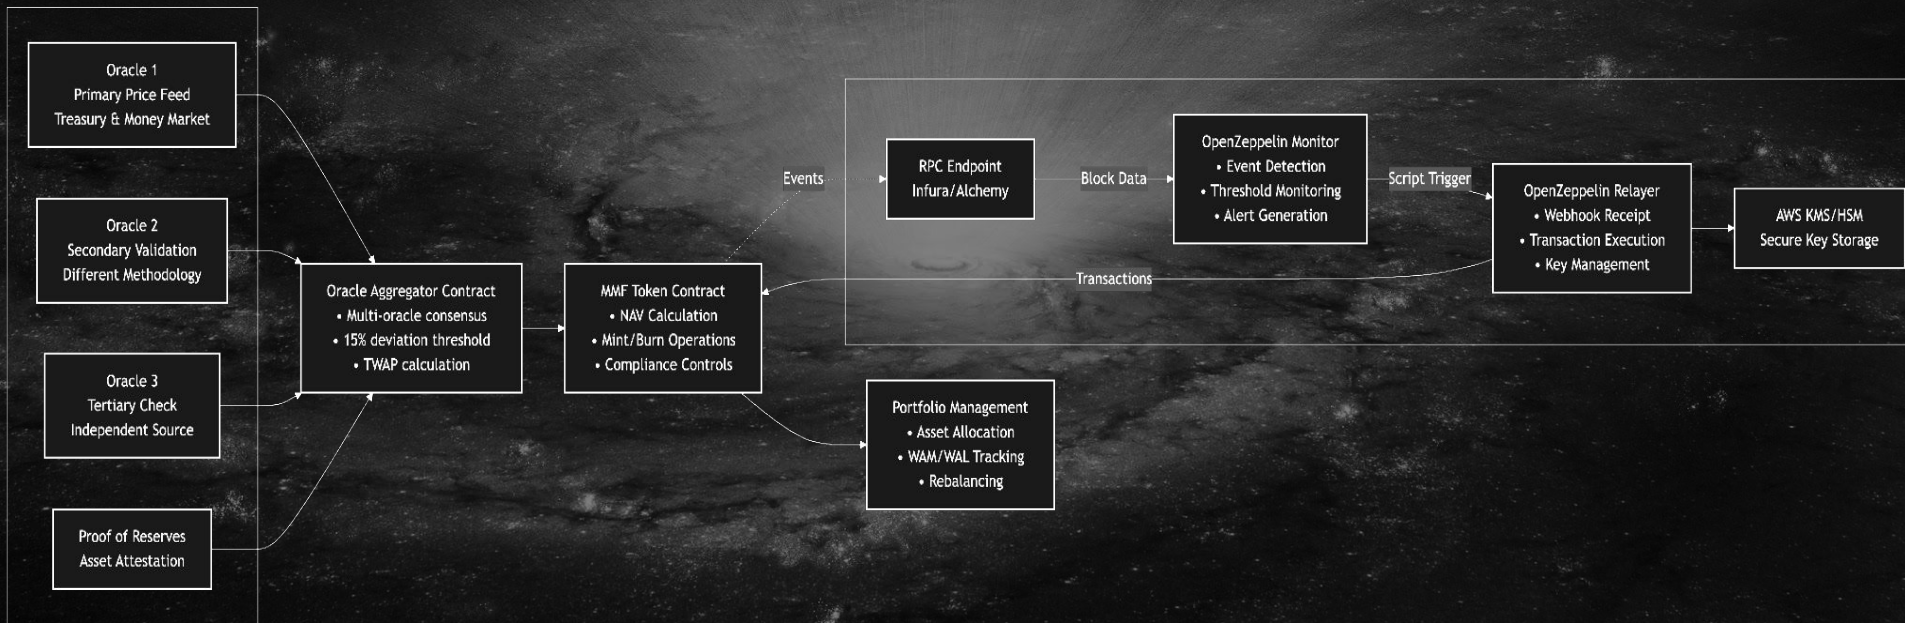 Oracle 1
Primary Price Feed
Treasury & Money Market
Oracle 2
Secondary Validation
Different Methodology
Oracle 3
Tertiary Check
Independent Source
Proof of Reserves
Asset Attestation
Oracle Aggregator Contract
• Multi-oracle consensus
• 15% deviation threshold
• TWAP calculation
MMF Token Contract
• NAV Calculation
• Mint/Burn Operations
• Compliance Controls
Events
RPC Endpoint
Infura/Alchemy
Block Data
OpenZeppelin Monitor
• Event Detection
• Threshold Monitoring
• Alert Generation
Script Trigger
OpenZeppelin Relayer
• Webhook Receipt
• Transaction Execution
• Key Management
AWS KMS/HSM
Secure Key Storage
Transactions
Portfolio Management
• Asset Allocation
• WAM/WAL Tracking
• Rebalancing